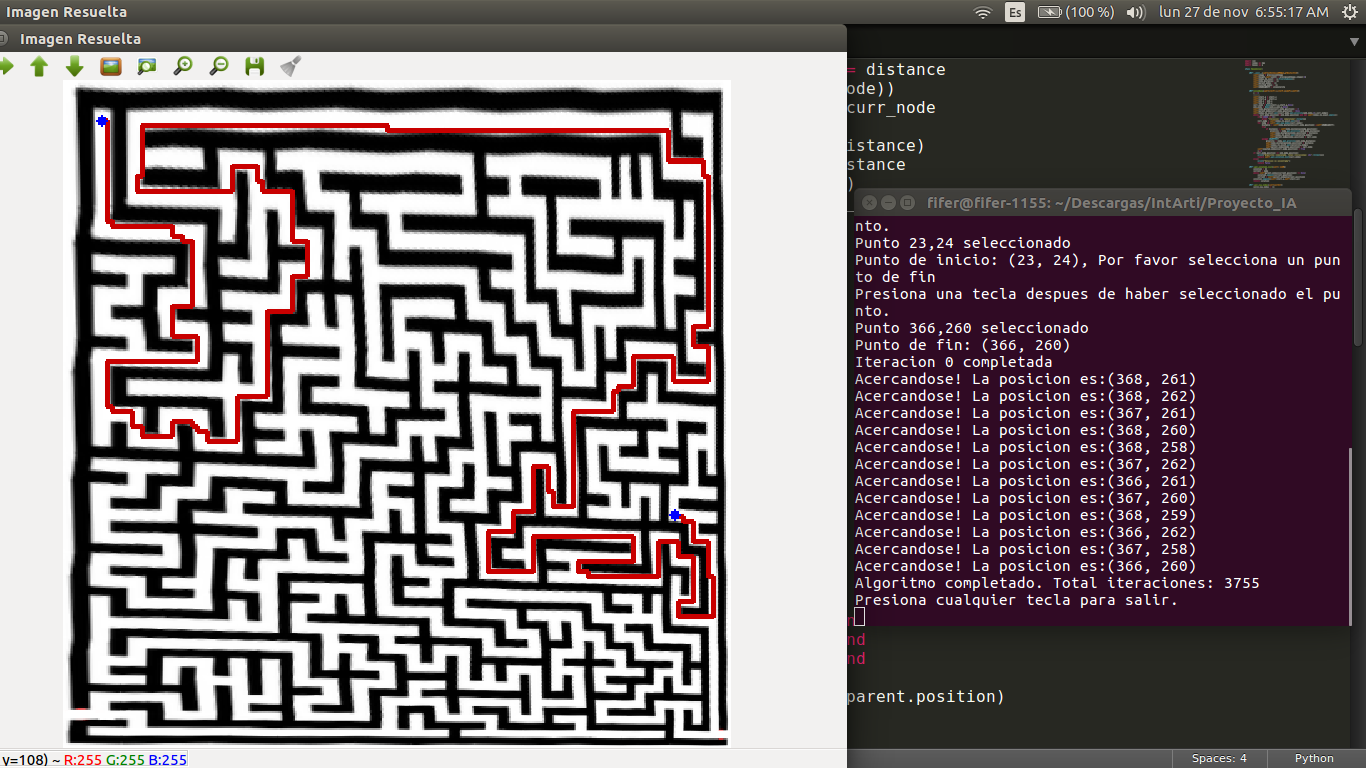 Imagen Resuelta
Es
(100 %)
lun 27 de nov 6:55:17 AM
Imagen Resuelta
= distance
ode))
curr_node
istance)
stance
)
fifer@fifer-1155: ~/Descargas/IntArti/Proyecto_IA
nto.
Punto 23,24 seleccionado
Punto de inicio: (23, 24), Por favor selecciona un pun
to de fin
Presiona una tecla despues de haber seleccionado el pu
nto.
Punto 366,260 seleccionado
Punto de fin: (366, 260)
Iteracion 0 completada
Acercandose! La posicion es:(368, 261)
Acercandose! La posicion es:(368, 262)
Acercandose! La posicion es:(367, 261)
Acercandose! La posicion es:(368, 260)
Acercandose! La posicion es:(368, 258)
Acercandose! La posicion es:(367, 262)
Acercandose! La posicion es:(366, 261)
Acercandose! La posicion es:(367, 260)
Acercandose! La posicion es:(368, 259)
Acercandose! La posicion es:(366, 262)
Acercandose! La posicion es:(367, 258)
Acercandose! La posicion es:(366, 260)
Algoritmo completado. Total iteraciones: 3755
Presiona cualquier tecla para salir.
nd
nd
parent.position)
y=108) ~ R:255 G:255 B:255
Spaces: 4
Python